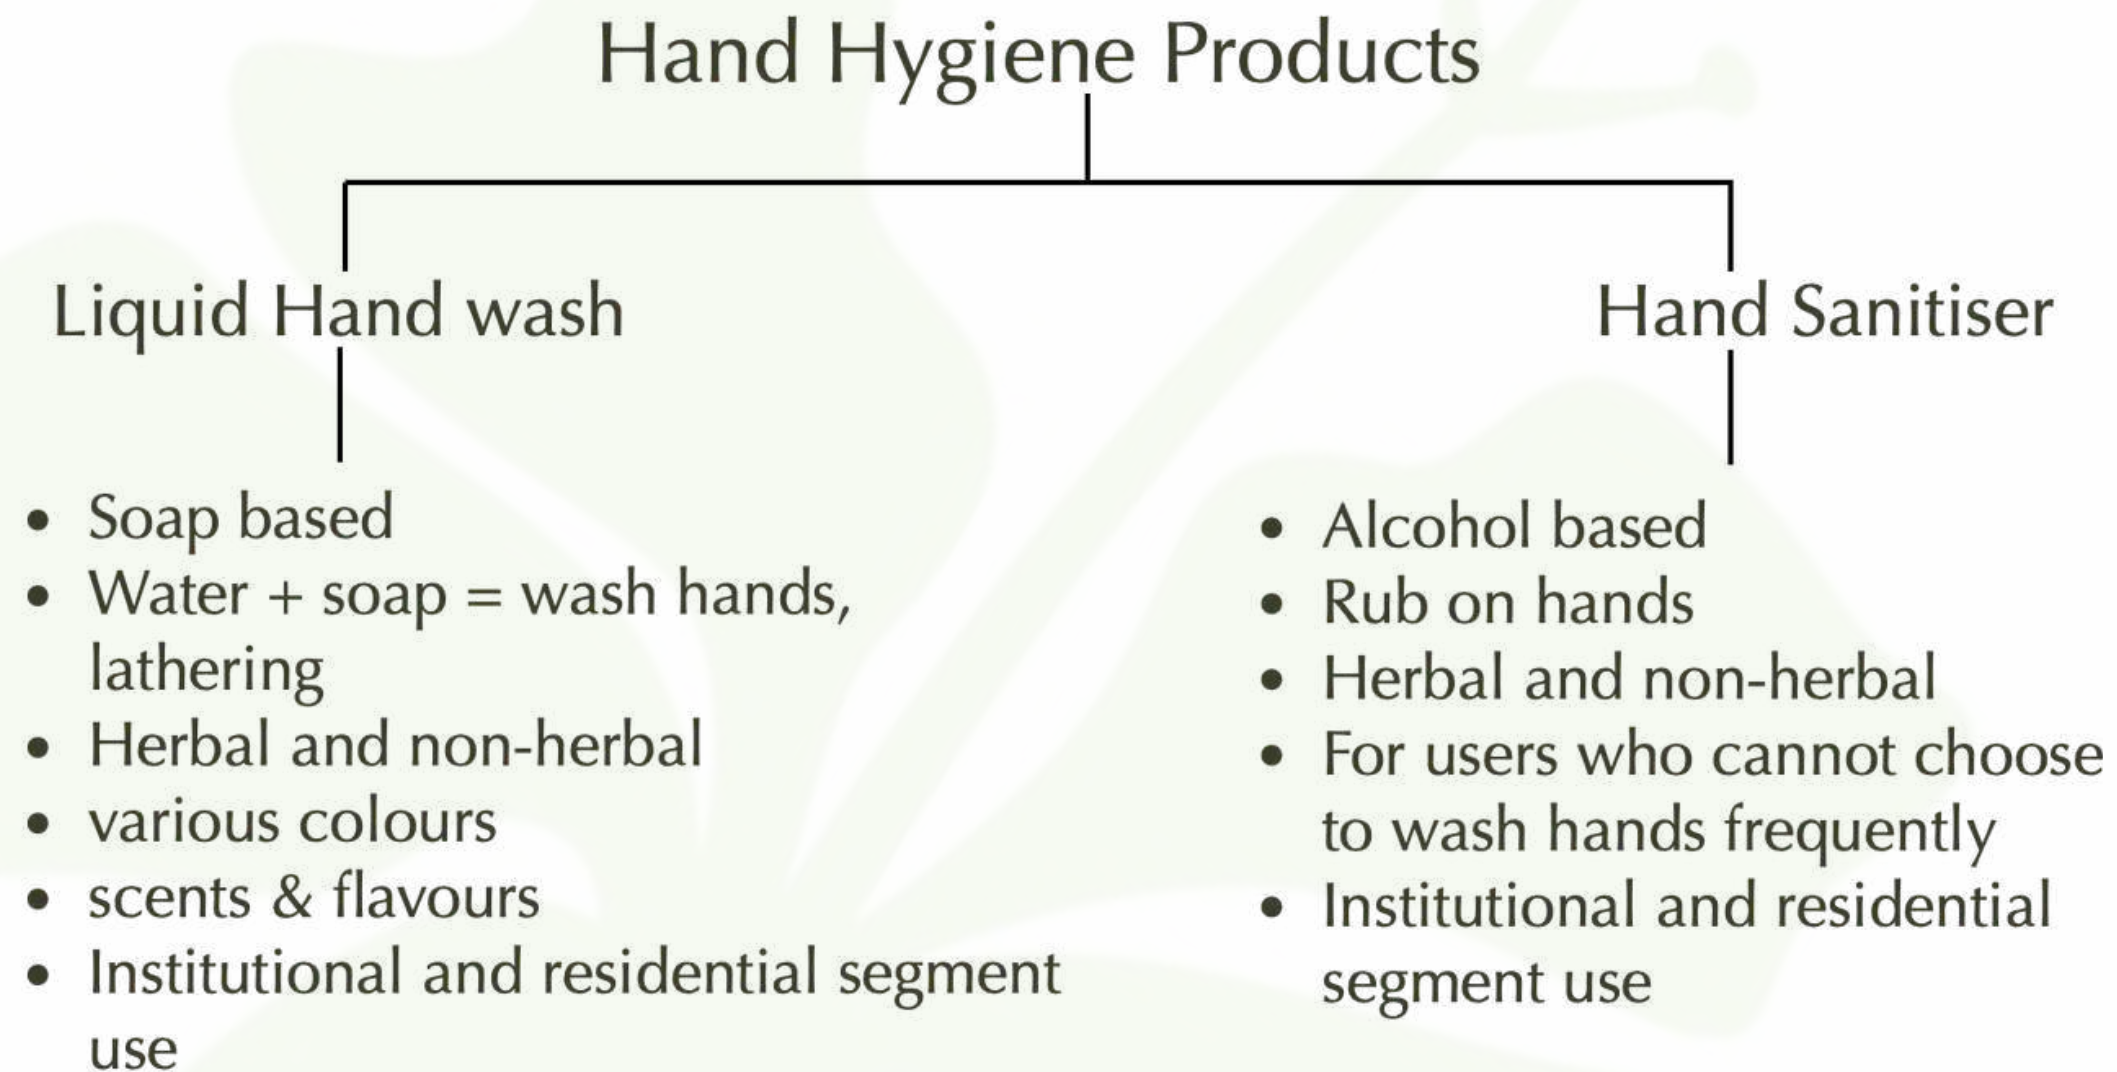 Hand Hygiene Products
Liquid Hand wash
• Soap based
• Water + soap = wash hands,
lathering
• Herbal and non-herbal
• various colours
• scents & flavours
• Institutional and residential segment
use
Hand Sanitiser
• Alcohol based
• Rub on hands
• Herbal and non-herbal
• For users who cannot choose
to wash hands frequently
• Institutional and residential
segment use